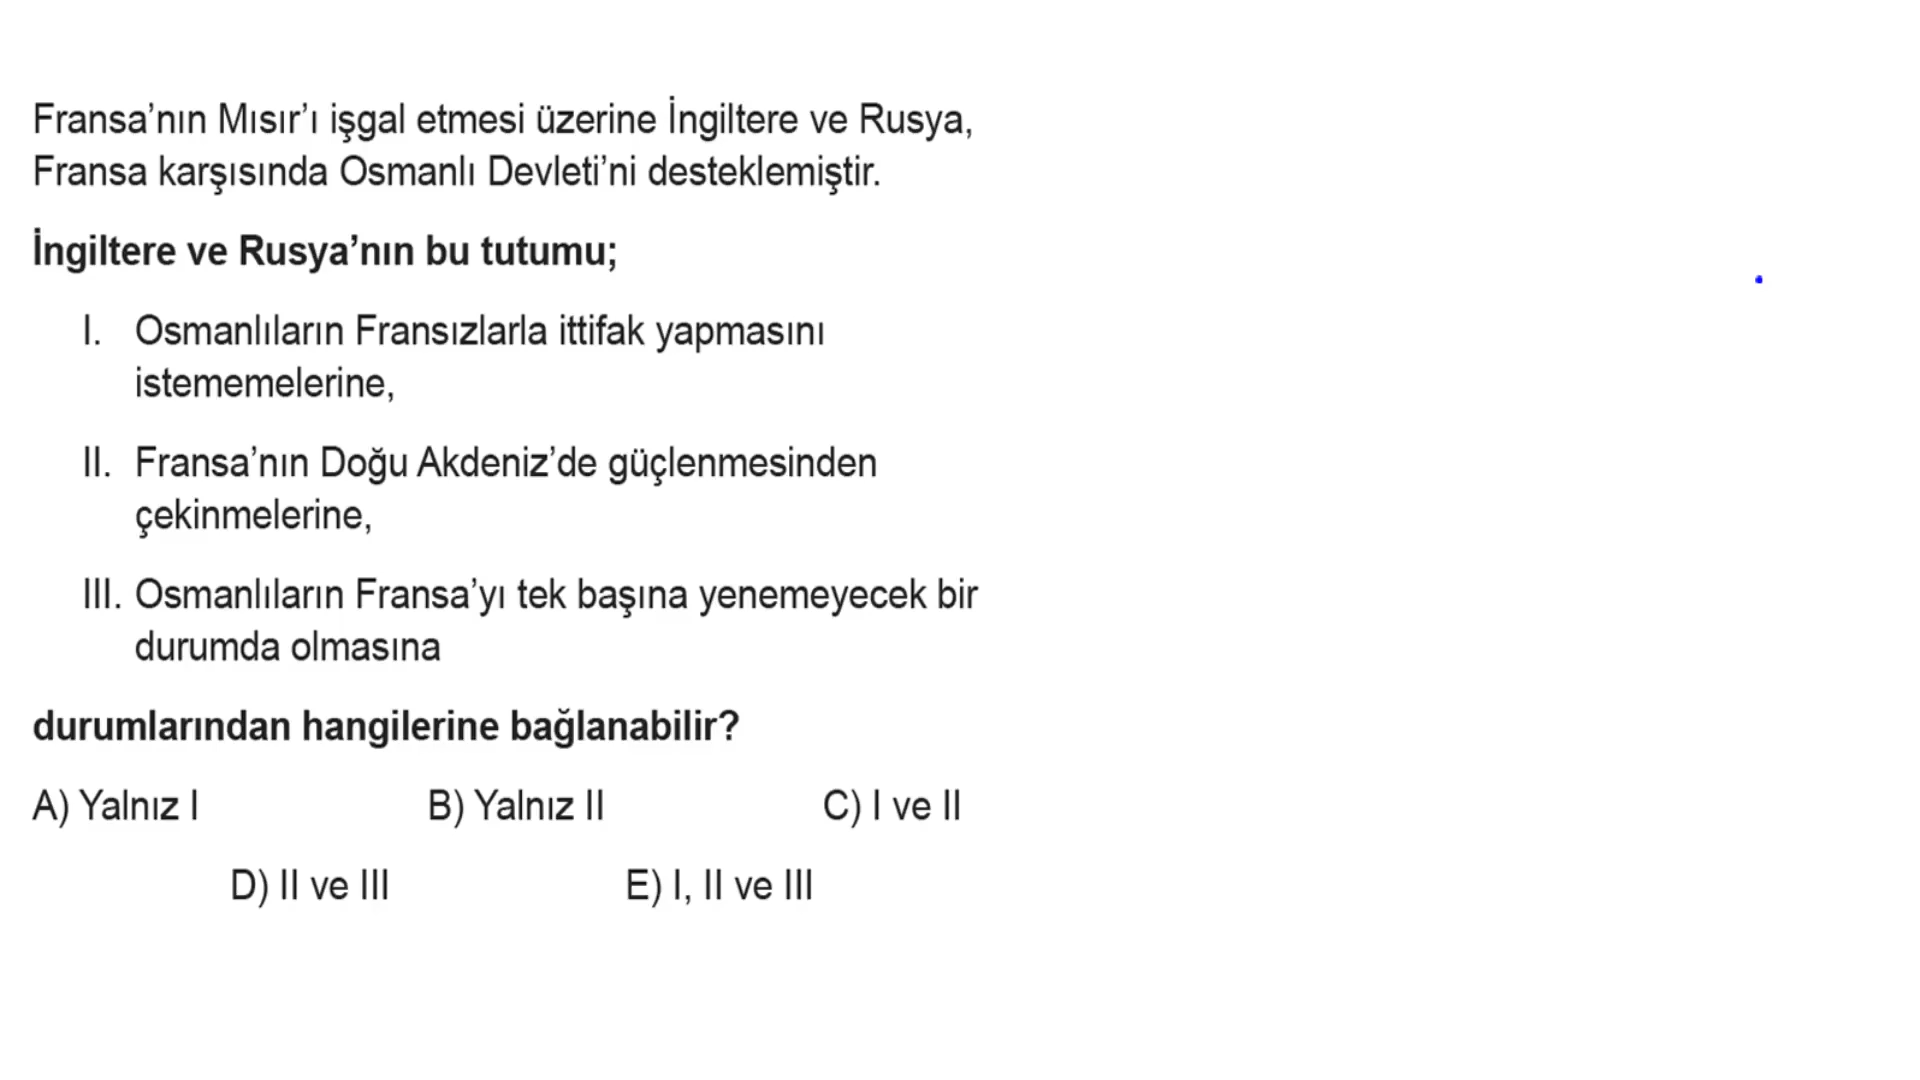 Fransa’nın Mısır’ı işgal etmesi üzerine İngiltere ve Rusya,
Fransa karşısında Osmanlı Devleti’ni desteklemiştir.
İngiltere ve Rusya’nın bu tutumu;
I. Osmanlıların Fransızlarla ittifak yapmasını
istememelerine,
II. Fransa’nın Doğu Akdeniz’de güçlenmesinden
çekinmelerine,
III. Osmanlıların Fransa’yı tek başına yenemeyecek bir
durumda olmasına
durumlarından hangilerine bağlanabilir?
A) Yalnız I B) Yalnız II C) I ve II
D) II ve III E) I, II ve III